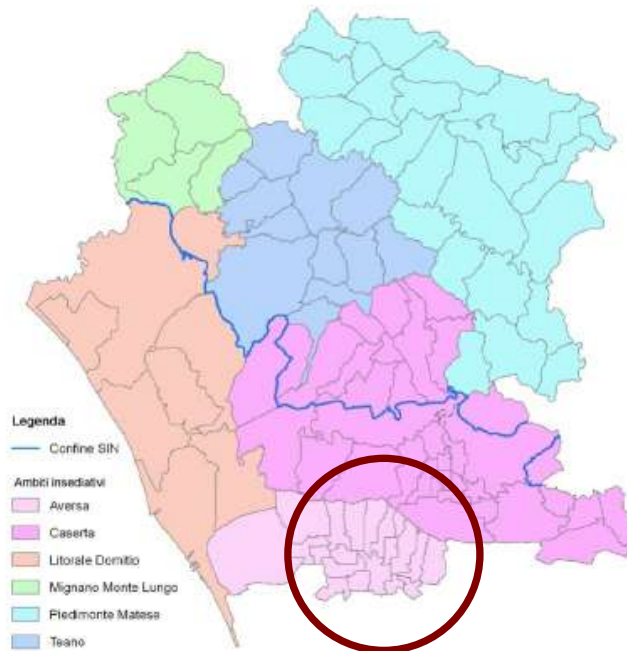 Legenda
Confine SIN
Ambiti insediativi
Aversa
Caserta
Litorale Domitio
Mignano Monte Lungo
Piedimonte Matese
Teano